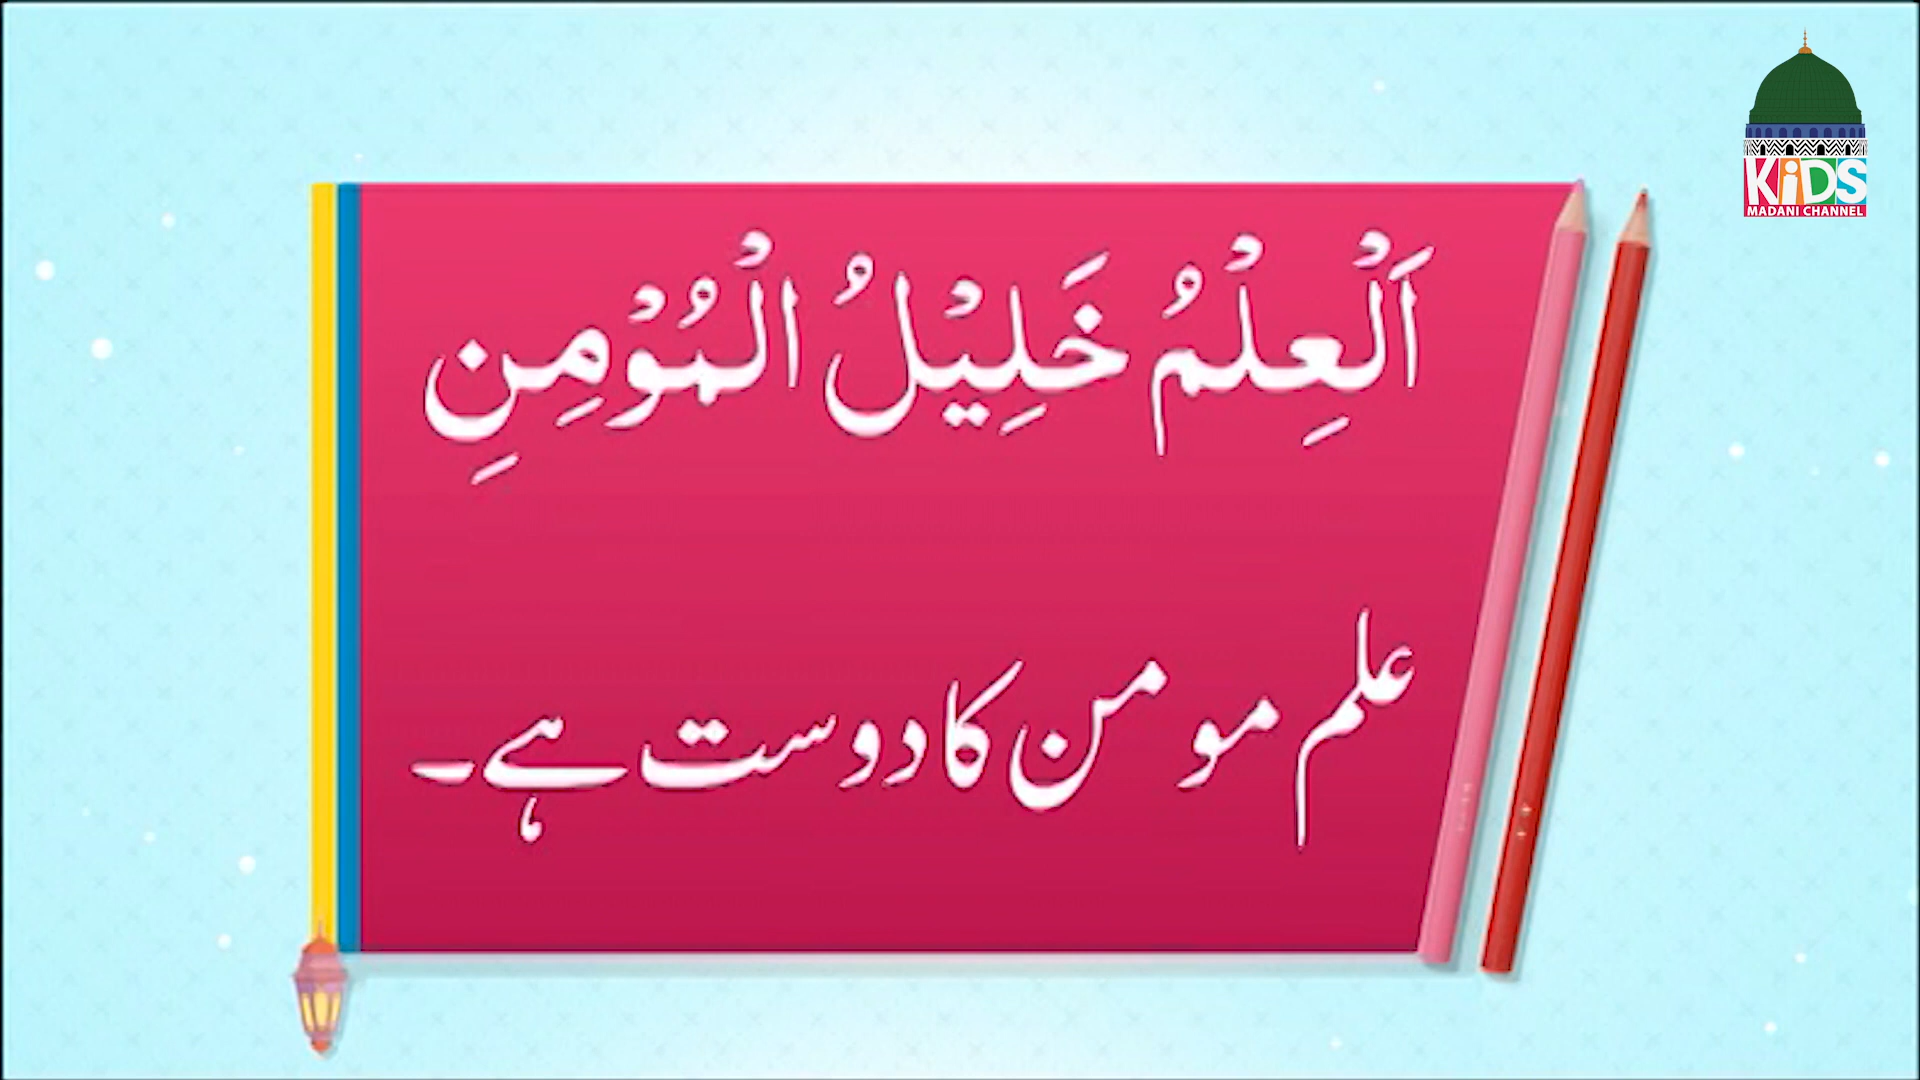 اَلْعِلْمُ خَلِيْلُ الْمُوْمِنِ
علم مومن کا دوست ہے۔
KiDS
MADANI CHANNEL